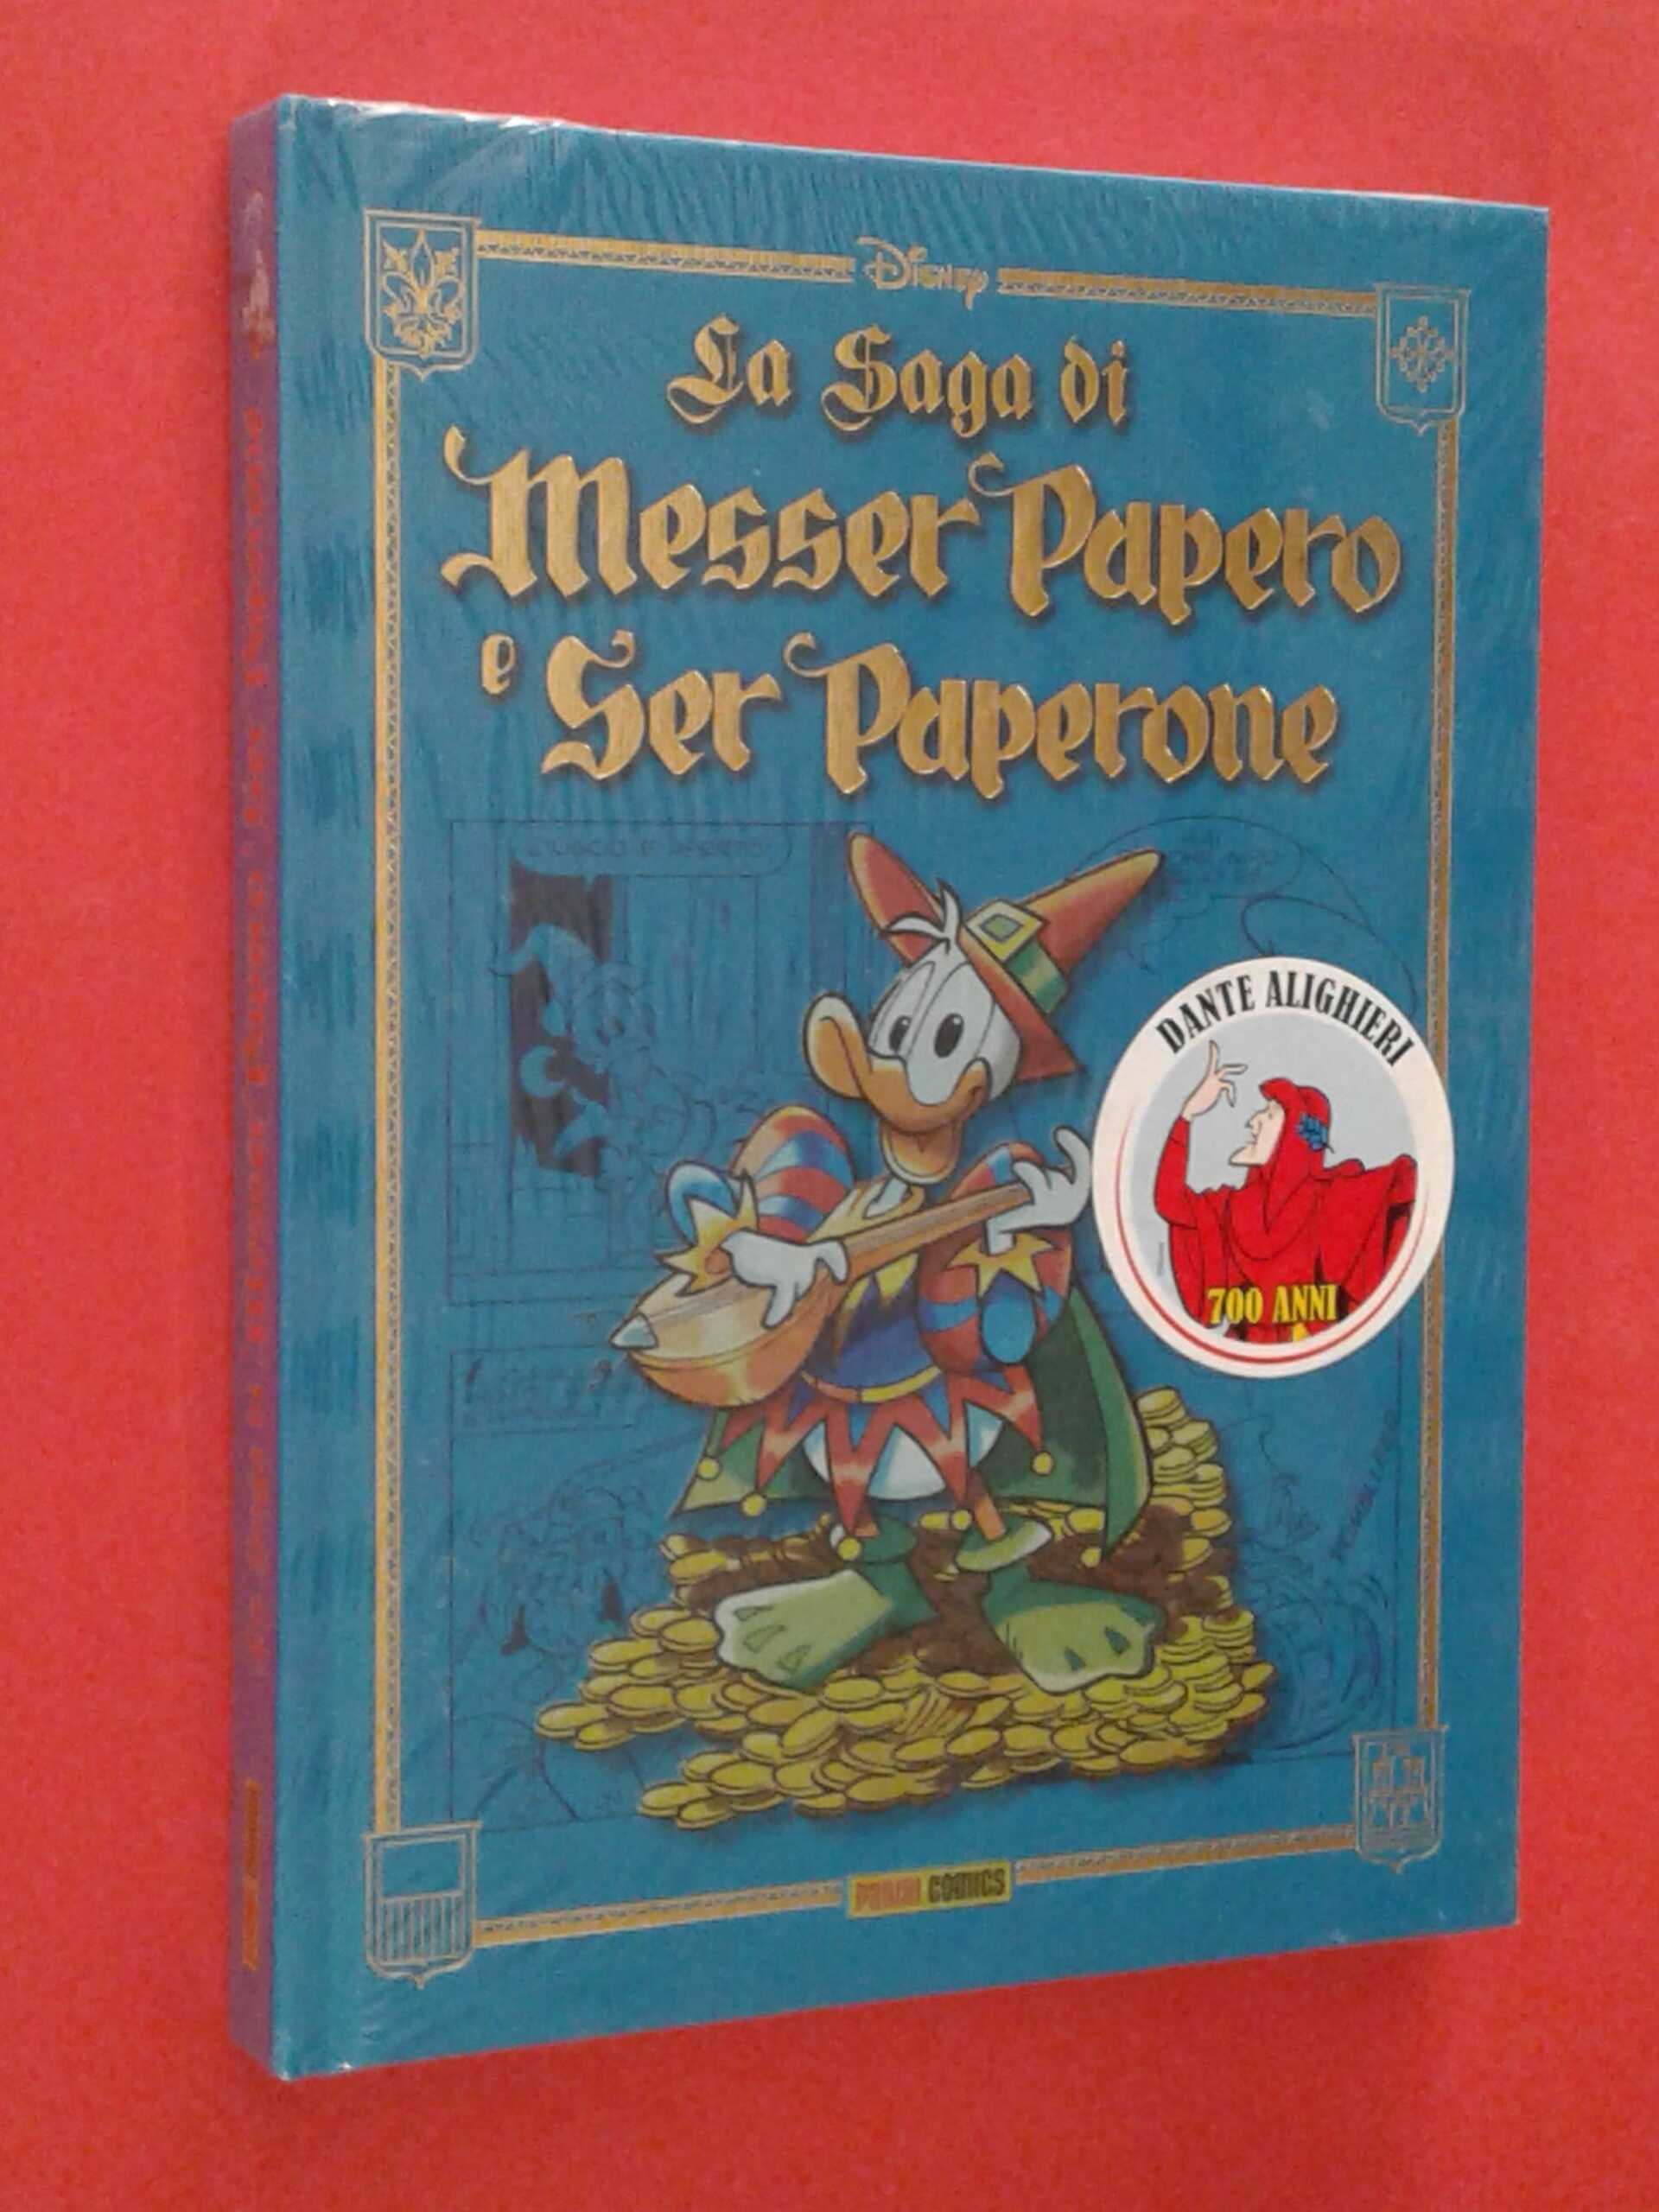 Disney
La Saga di
Messer Papero
e Ser Paperone
DANTE ALIGHIERI
700 ANNI
PANINI COMICS